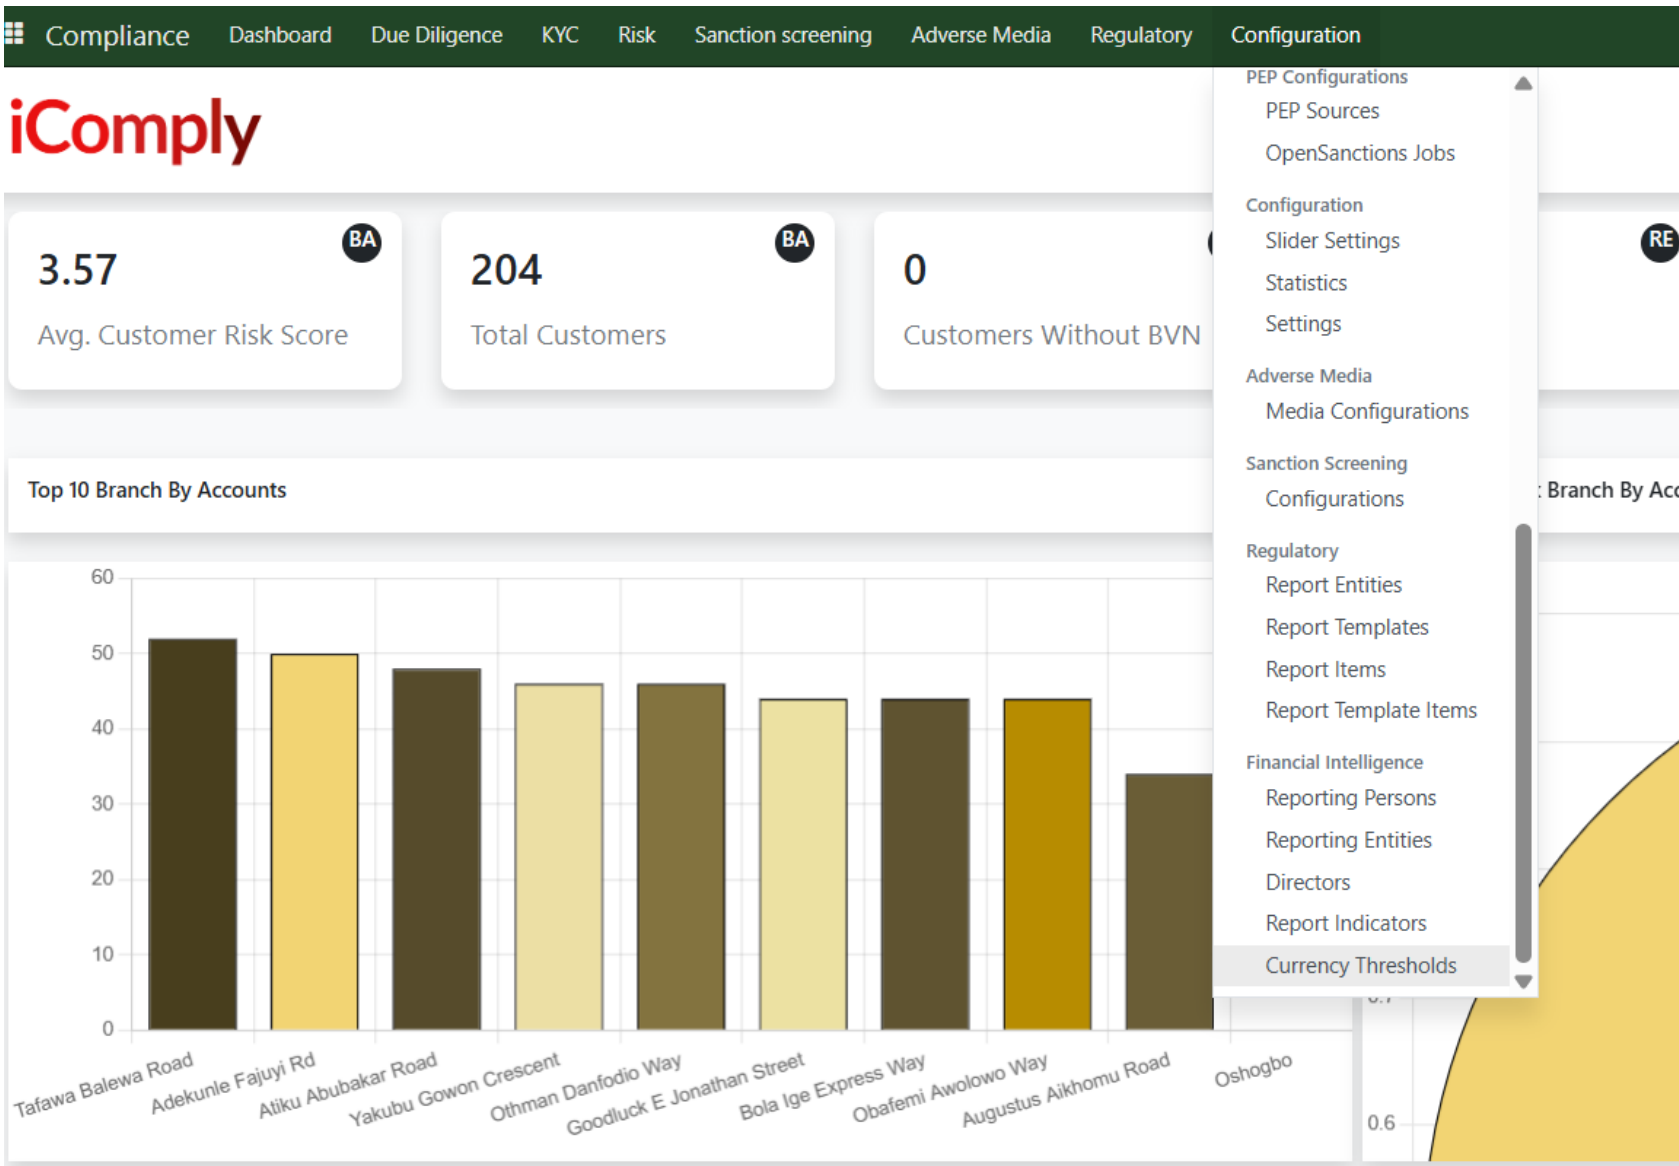 Compliance Dashboard Due Diligence KYC Risk Sanction screening Adverse Media Regulatory Configuration
iComply
PEP Configurations
PEP Sources
OpenSanctions Jobs
Configuration
Slider Settings
Statistics
Settings
Adverse Media
Media Configurations
Sanction Screening
Configurations
Regulatory
Report Entities
Report Templates
Report Items
Report Template Items
Financial Intelligence
Reporting Persons
Reporting Entities
Directors
Report Indicators
Currency Thresholds
BA
3.57
Avg. Customer Risk Score
BA
204
Total Customers
0
Customers Without BVN
RE
Top 10 Branch By Accounts
Branch By Acc
60
50
40
30
20
10
0
Tafawa Balewa Road
Adekunle Fajuyi Rd
Atiku Abubakar Road
Yakubu Gowon Crescent
Othman Danfodio Way
Goodluck E Jonathan Street
Bola Ige Express Way
Obafemi Awolowo Way
Augustus Aikhomu Road
Oshogbo
0.7
0.6